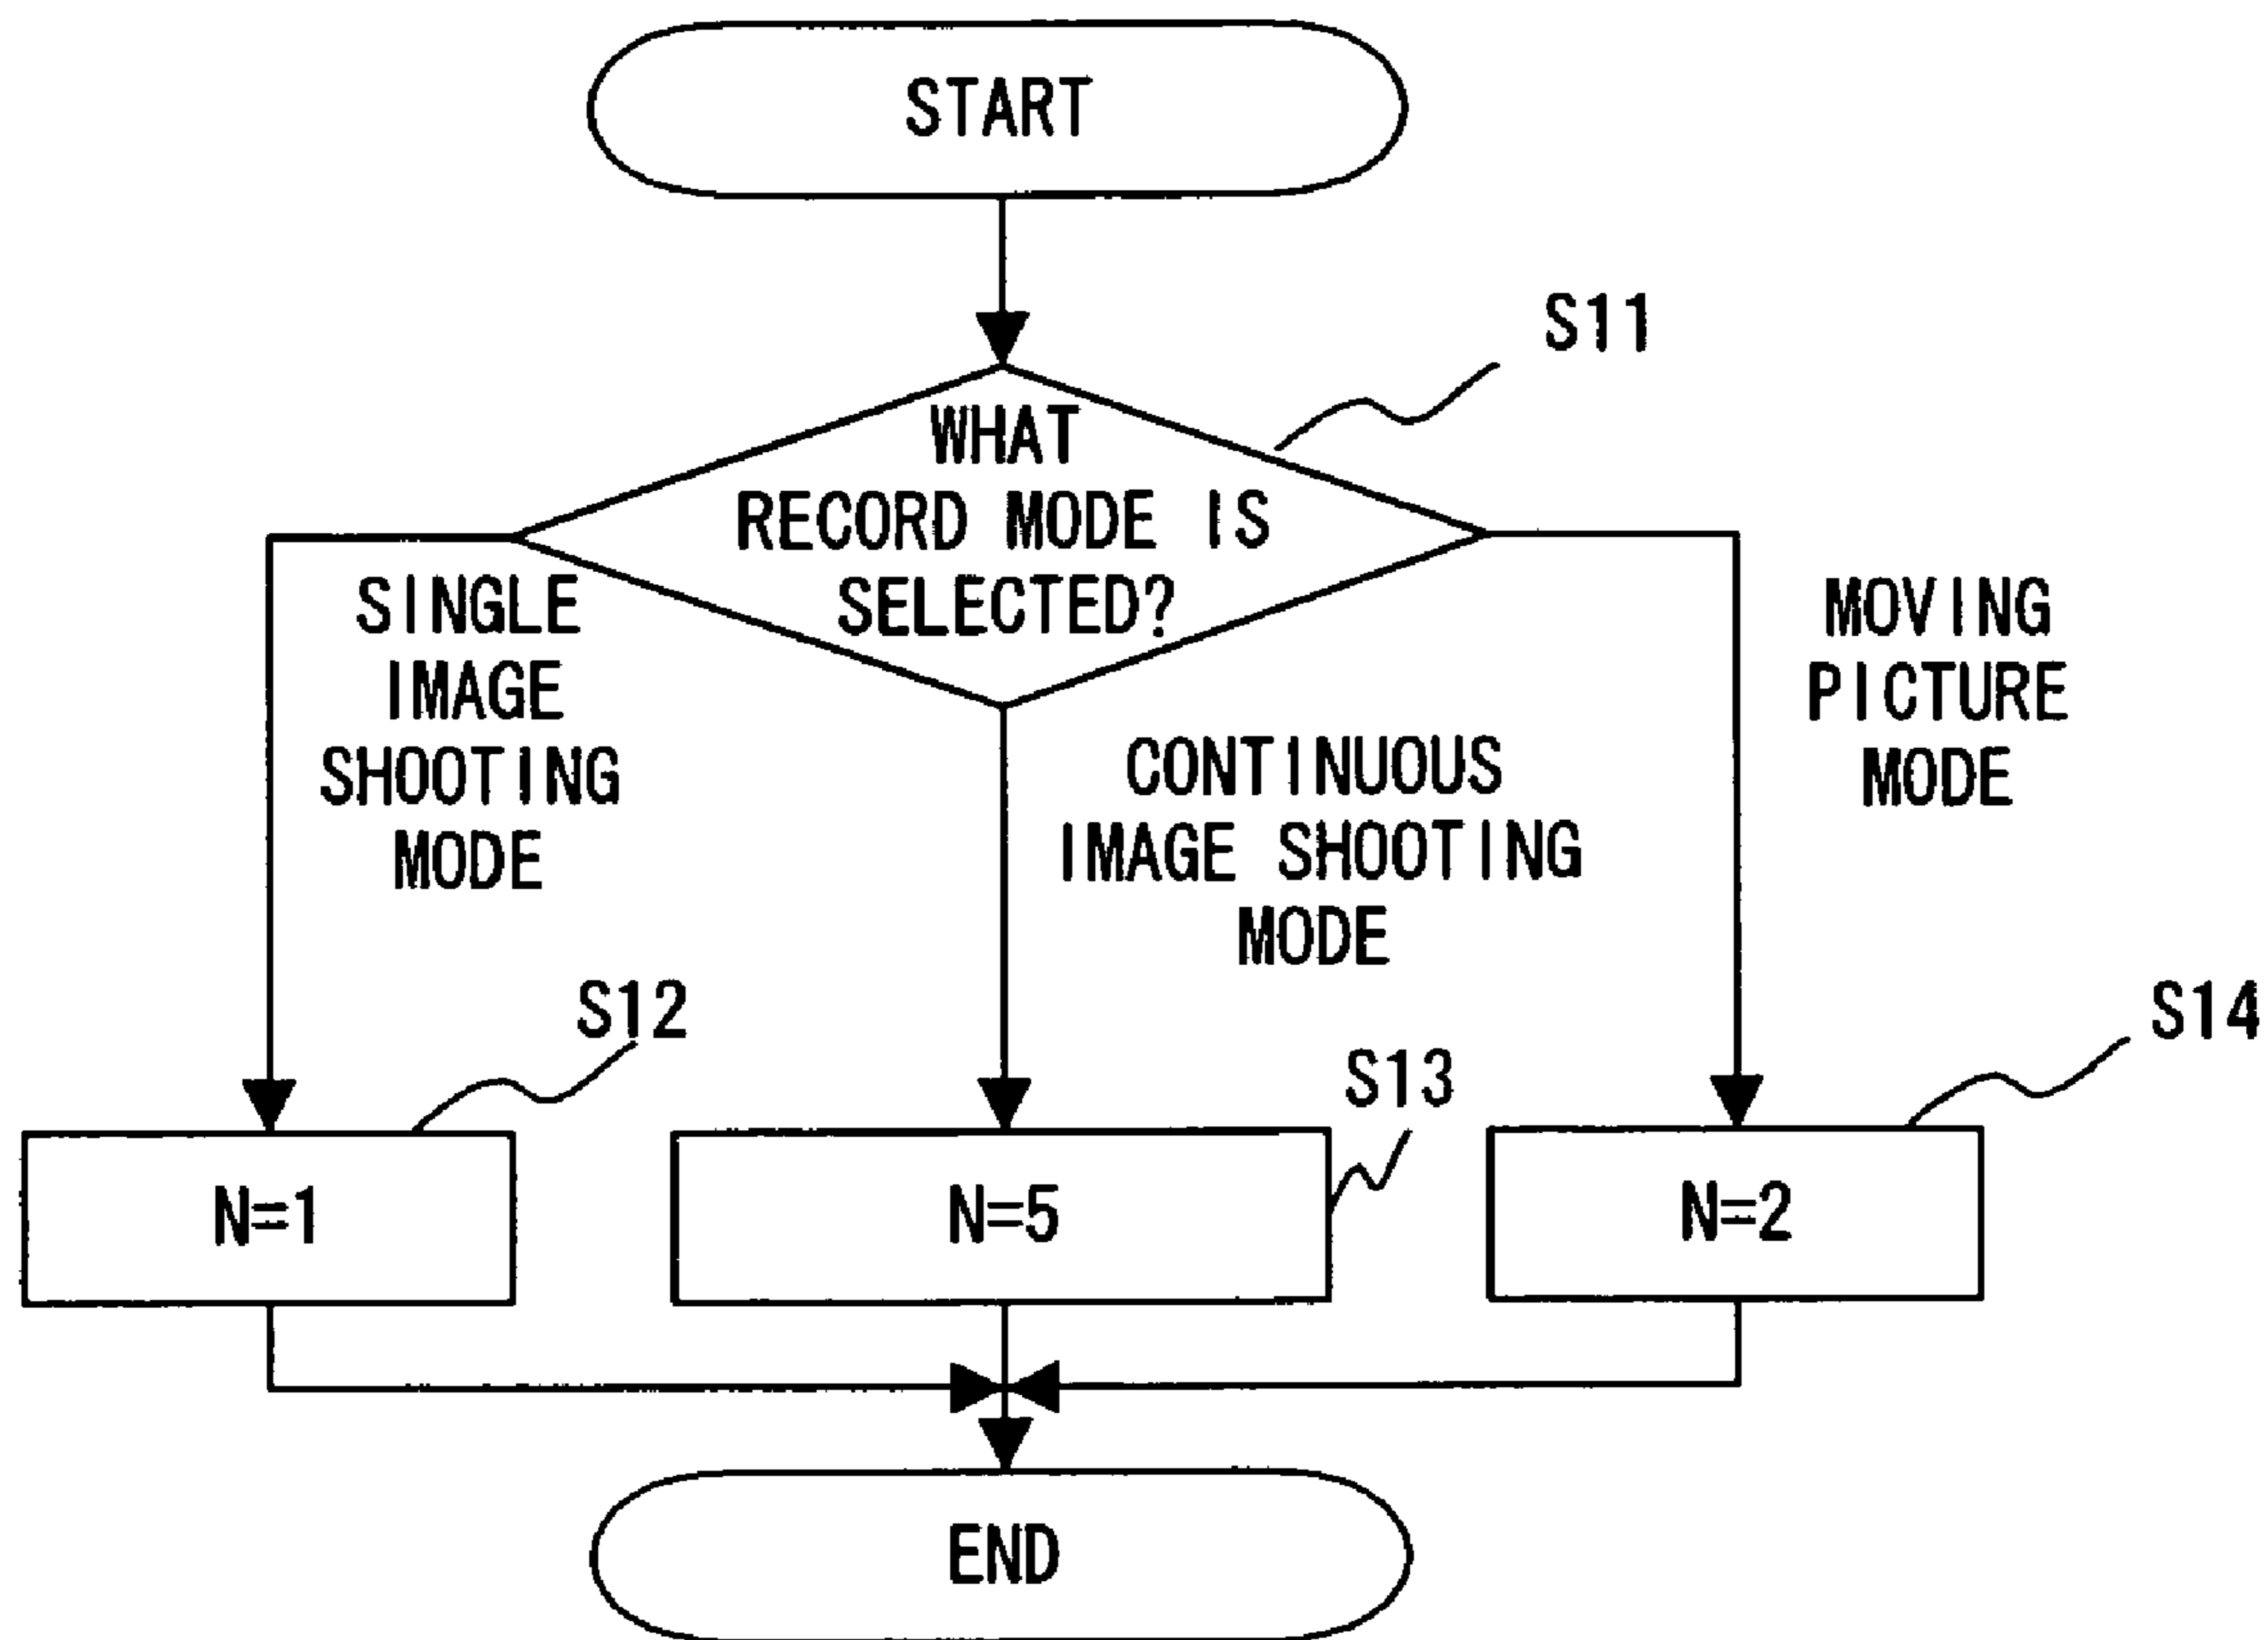 START
S11
WHAT
RECORD MODE IS
SELECTED?
SINGLE
IMAGE
SHOOTING
MODE
CONTINUOUS
IMAGE SHOOTING
MODE
MOVING
PICTURE
MODE
S12
S13
S14
N=1
N=5
N=2
END